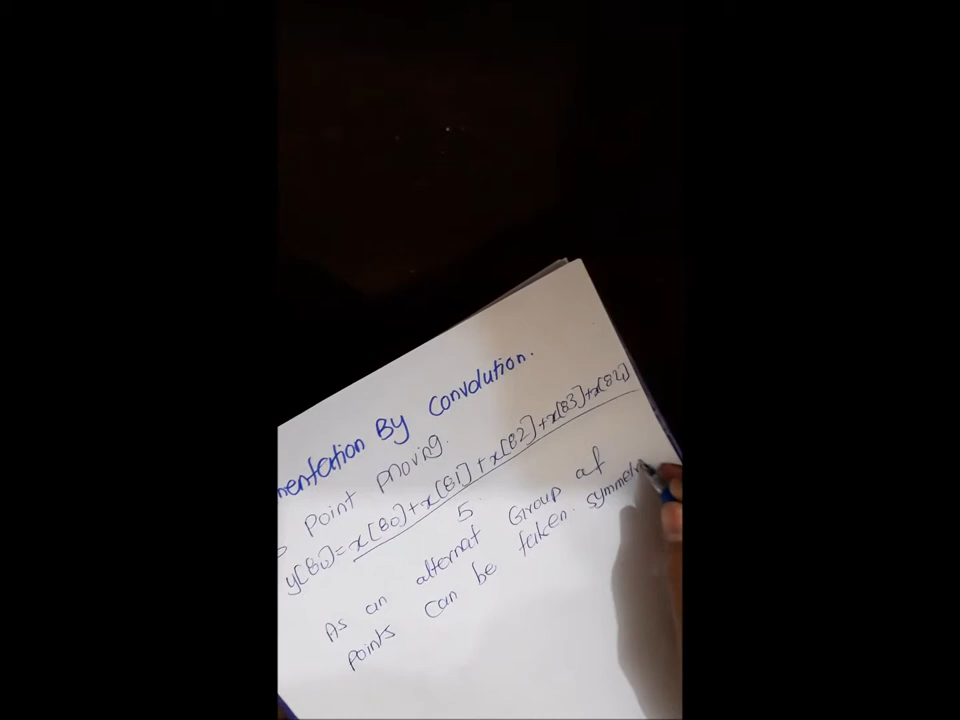 mentation By Convolution.
Point moving.
y[80]=x[80]+x[81]+x[82]+x[83]+x[84]
5
As an alternat Group of
points can be taken. symmetri